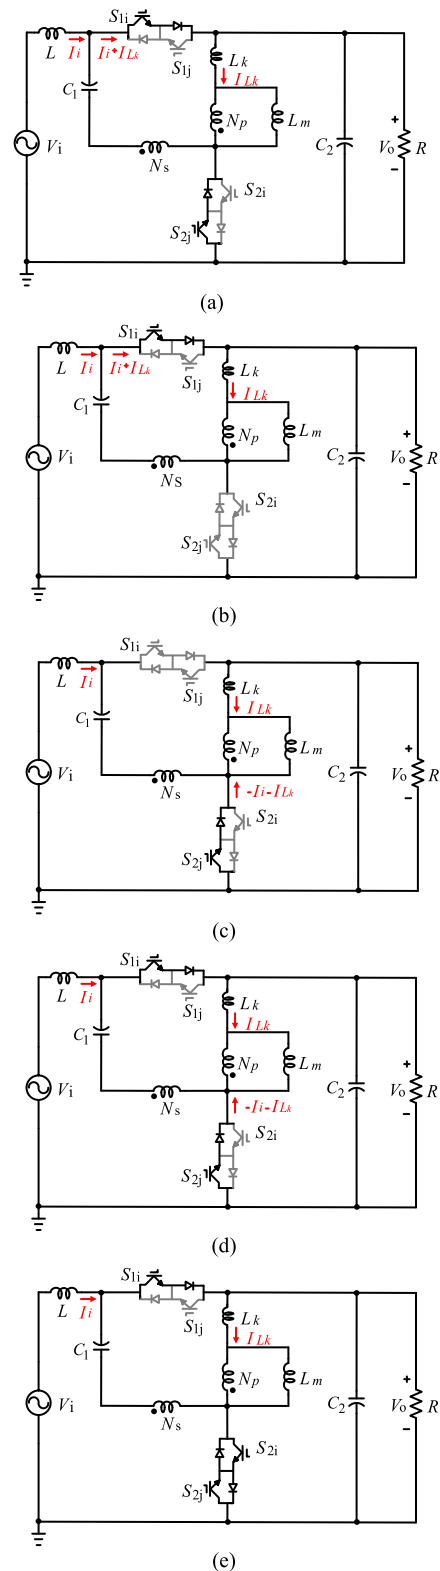 S1i
L Ii Ii+ILk
S1j
Lk
ILk
C1
Np Lm
C2
+
Vo R
−
Vi
Ns
S2i
S2j
(a)
S1i
L Ii Ii+ILk
S1j
Lk
ILk
C1
Np Lm
C2
+
Vo R
−
Vi
NS
S2i
S2j
(b)
S1i
L Ii
S1j
Lk
ILk
C1
Np Lm
C2
+
Vo R
−
Vi
Ns
-Ii-ILk
S2i
S2j
(c)
S1i
L Ii
S1j
Lk
ILk
C1
Np Lm
C2
+
Vo R
−
Vi
Ns
-Ii-ILk
S2i
S2j
(d)
S1i
L Ii
S1j
Lk
ILk
C1
Np Lm
C2
+
Vo R
−
Vi
Ns
S2i
S2j
(e)